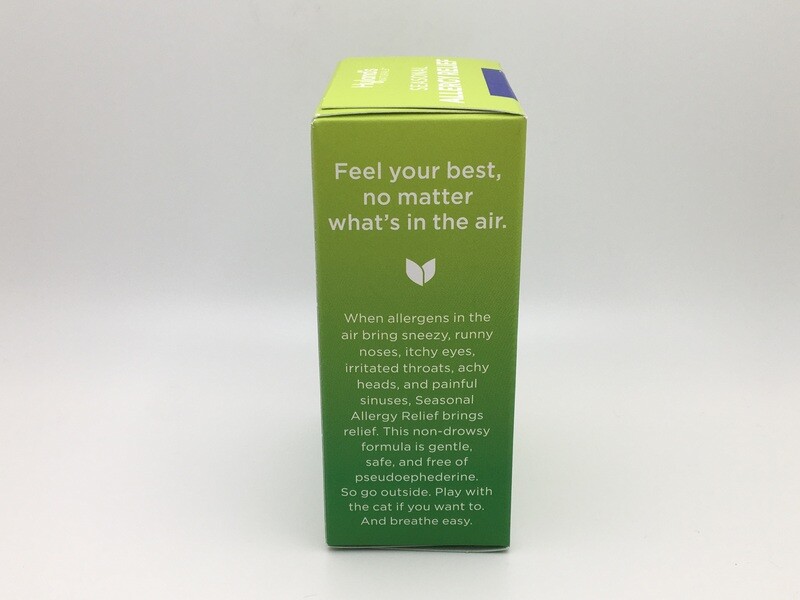 Hyland's
SEASONAL
ALLERGY RELIEF
Feel your best,
no matter
what's in the air.
When allergens in the
air bring sneezy, runny
noses, itchy eyes,
irritated throats, achy
heads, and painful
sinuses, Seasonal
Allergy Relief brings
relief. This non-drowsy
formula is gentle,
safe, and free of
pseudoephederine.
So go outside. Play with
the cat if you want to.
And breathe easy.